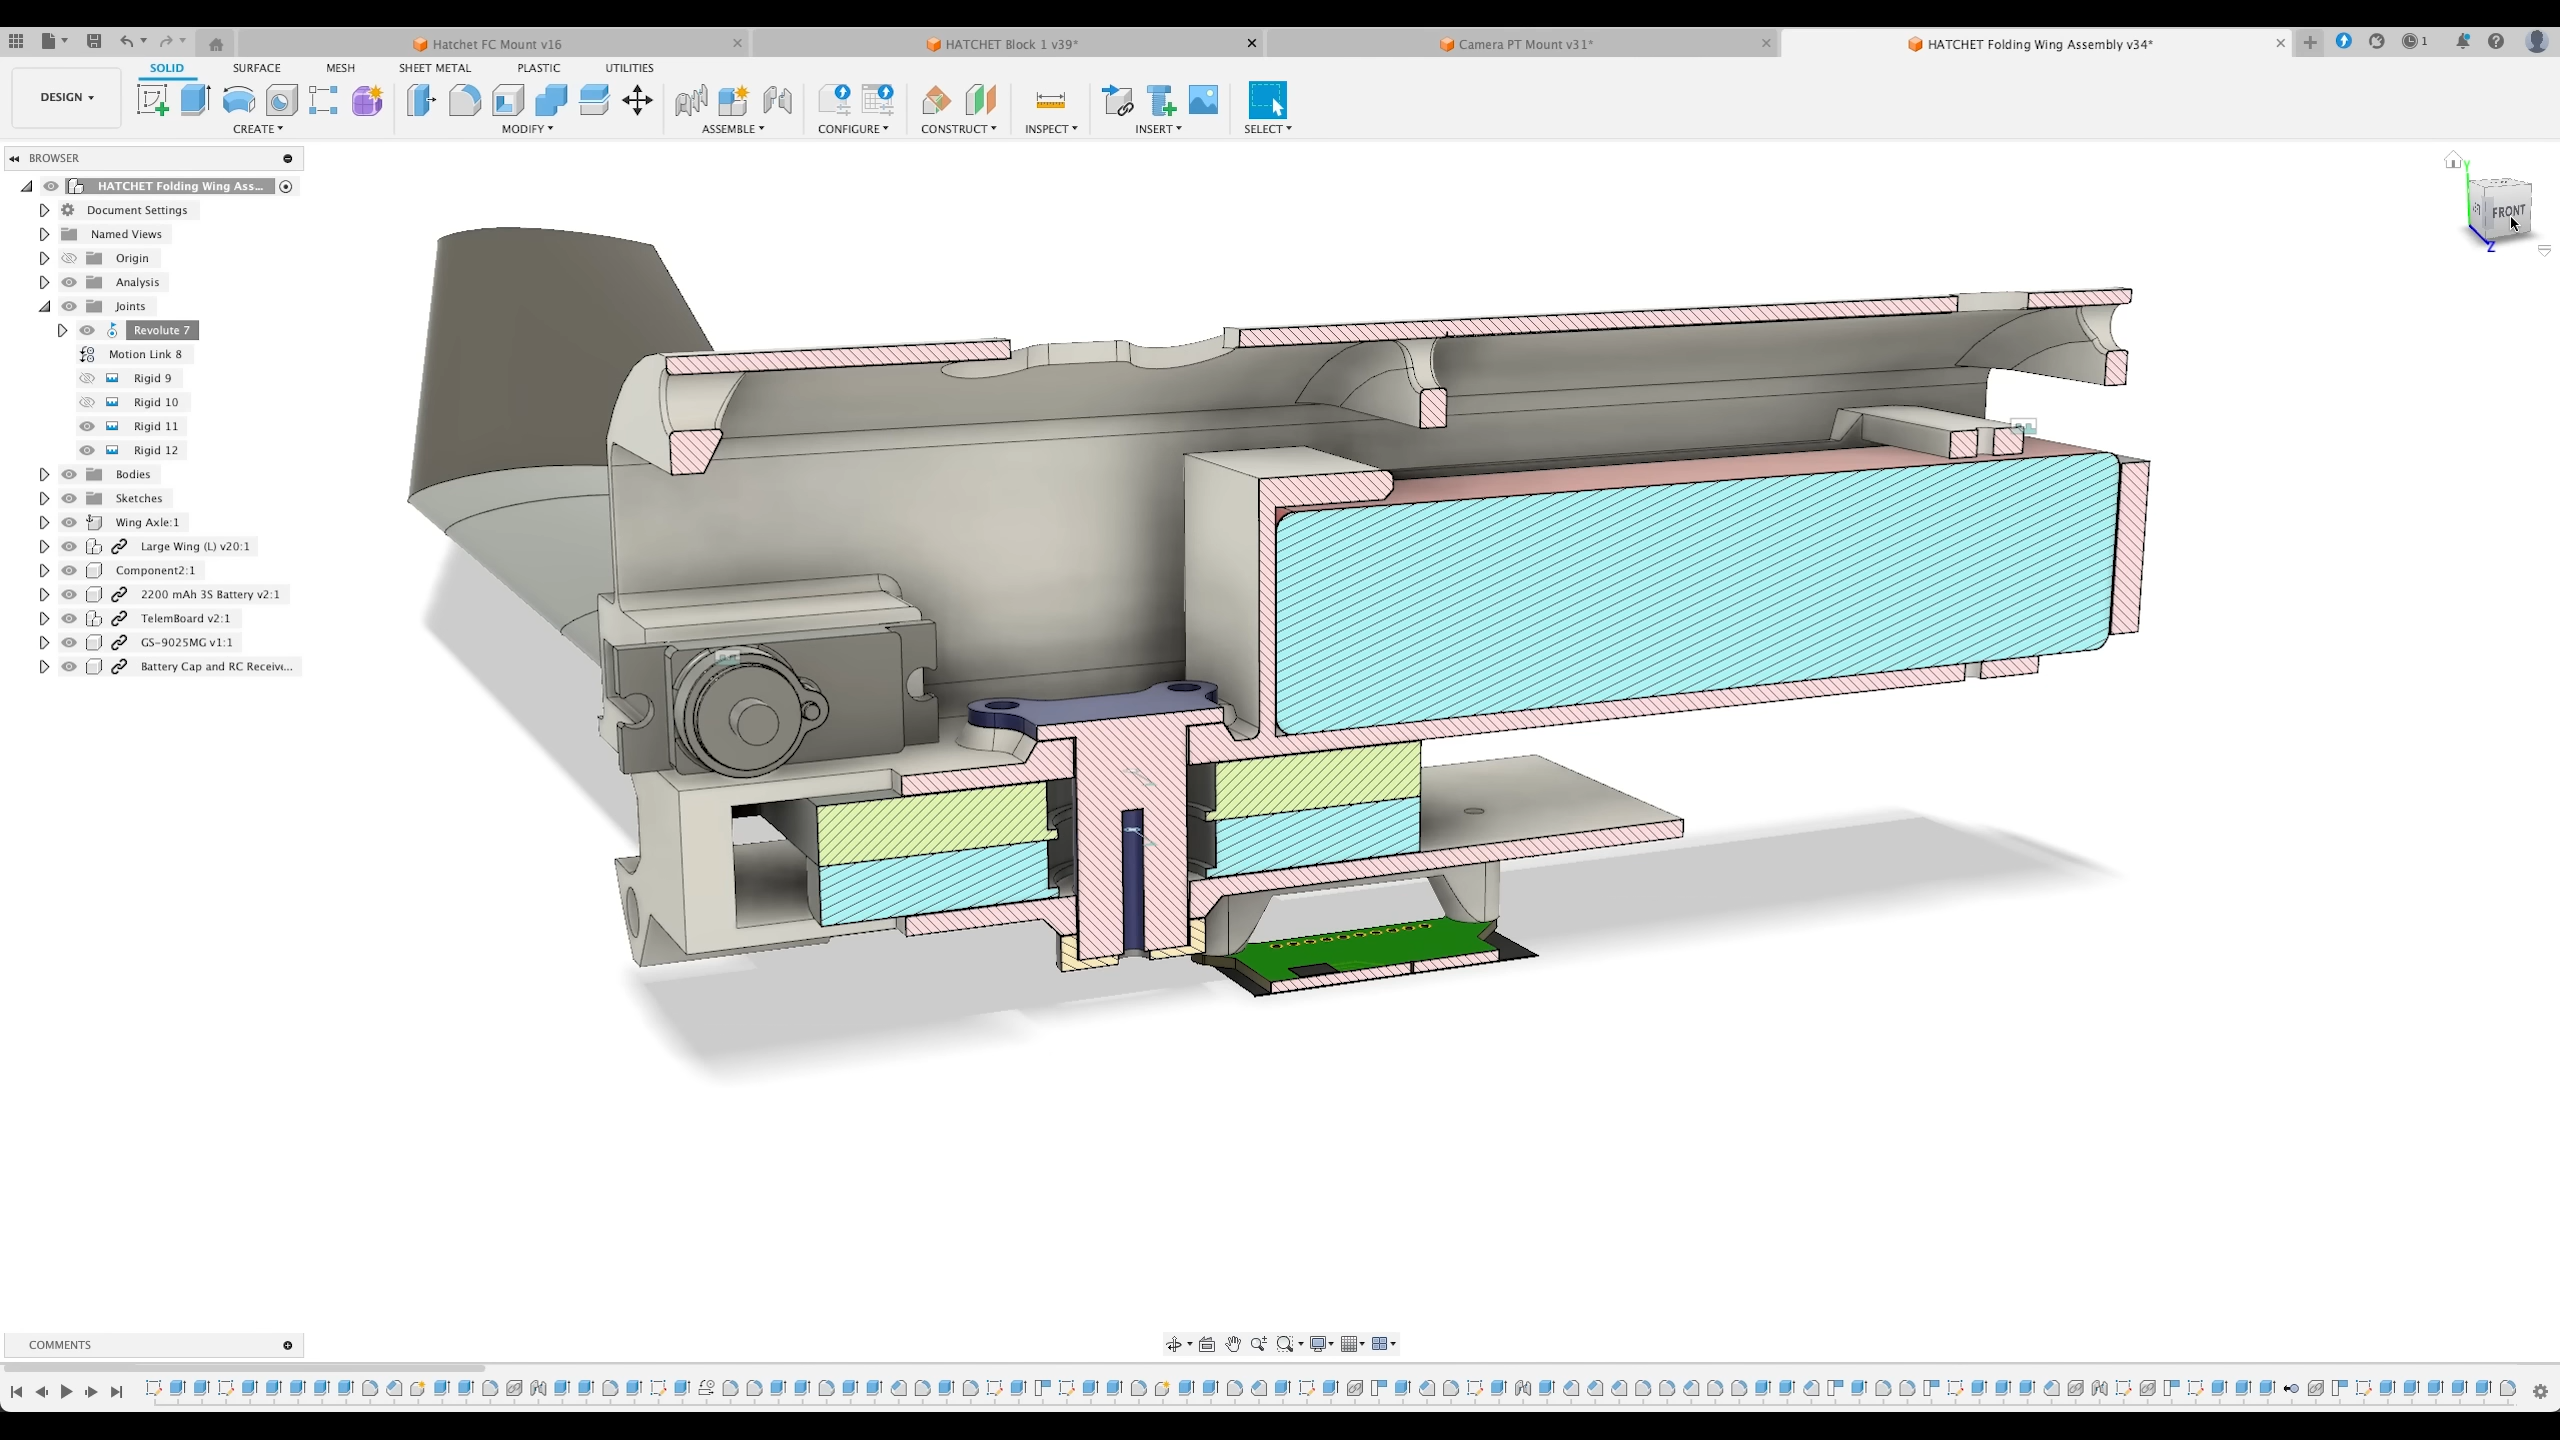 Hatchet FC Mount v16
HATCHET Block 1 v39*
Camera PT Mount v31*
HATCHET Folding Wing Assembly v34*
1
DESIGN
SOLID
SURFACE
MESH
SHEET METAL
PLASTIC
UTILITIES
CREATE
MODIFY
ASSEMBLE
CONFIGURE
CONSTRUCT
INSPECT
INSERT
SELECT
BROWSER
HATCHET Folding Wing Ass...
Document Settings
Named Views
Origin
Analysis
Joints
Revolute 7
Motion Link 8
Rigid 9
Rigid 10
Rigid 11
Rigid 12
Bodies
Sketches
Wing Axle:1
Large Wing (L) v20:1
Component2:1
2200 mAh 3S Battery v2:1
TelemBoard v2:1
GS-9025MG v1:1
Battery Cap and RC Receive...
Y
FRONT
Z
COMMENTS